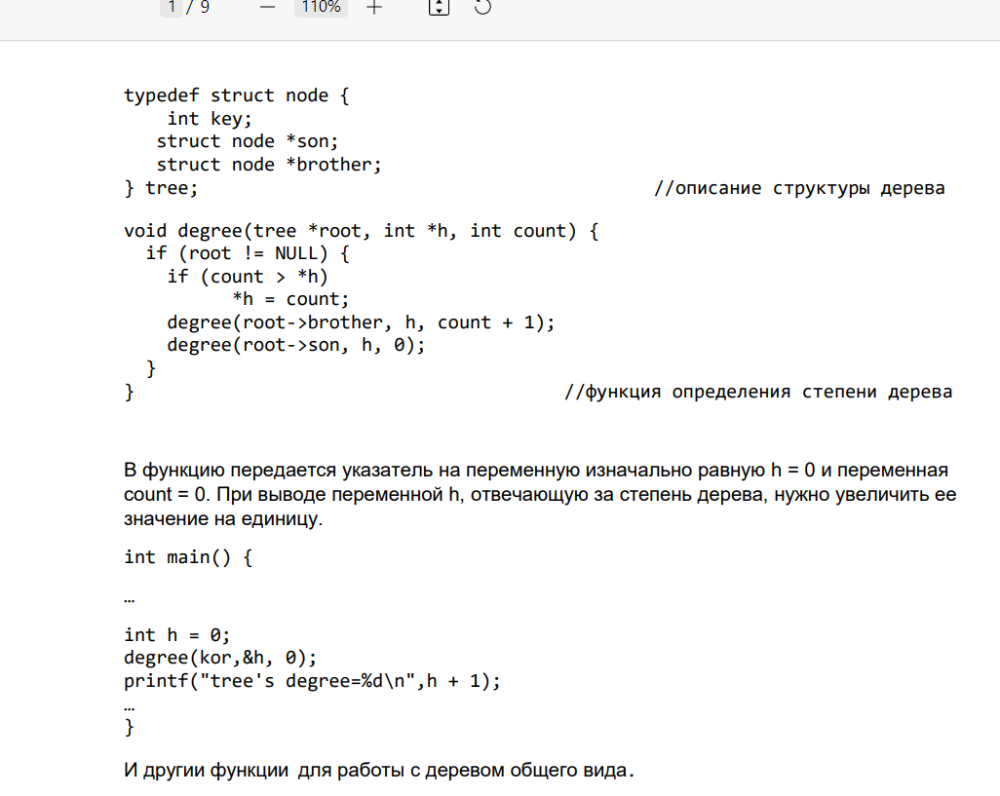 1 / 9 — 110% +
typedef struct node {
    int key;
   struct node *son;
   struct node *brother;
} tree; //описание структуры дерева
void degree(tree *root, int *h, int count) {
  if (root != NULL) {
    if (count > *h)
          *h = count;
    degree(root->brother, h, count + 1);
    degree(root->son, h, 0);
  }
} //функция определения степени дерева
В функцию передается указатель на переменную изначально равную h = 0 и переменная
count = 0. При выводе переменной h, отвечающую за степень дерева, нужно увеличить ее
значение на единицу.
int main() {
…
int h = 0;
degree(kor,&h, 0);
printf("tree's degree=%d\n",h + 1);
…
}
И другии функции для работы с деревом общего вида.